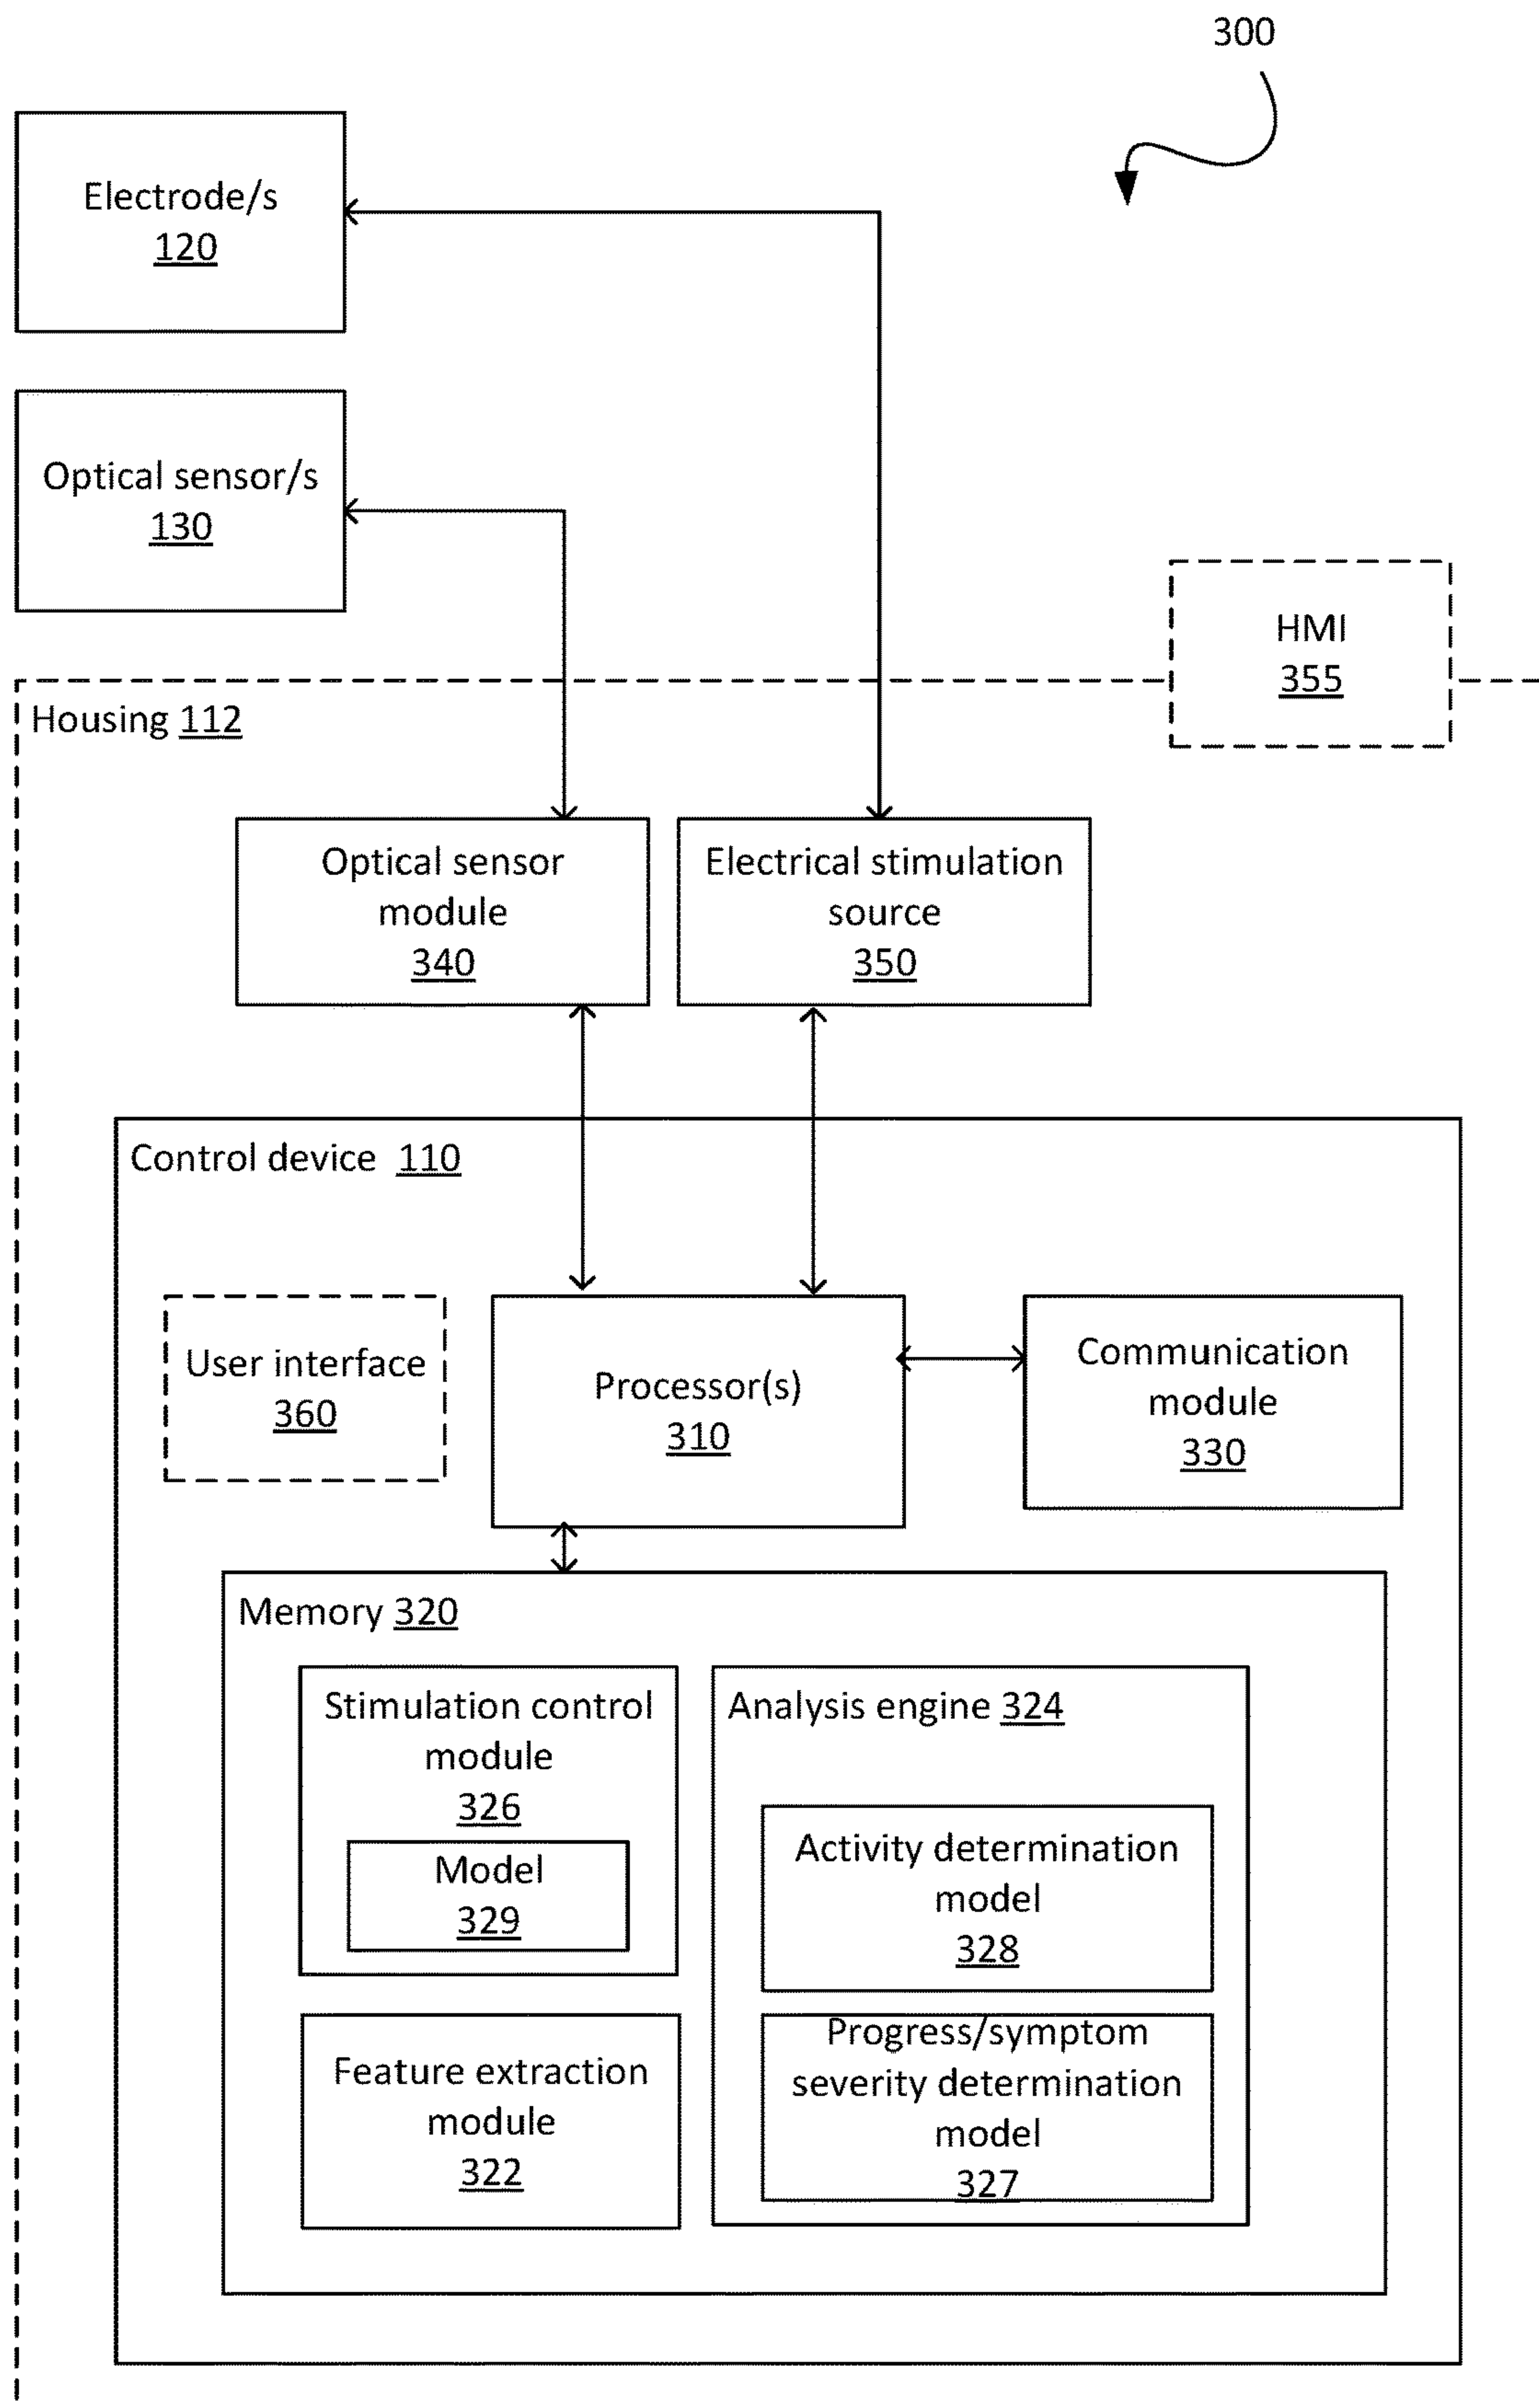 300
Electrode/s
120
Optical sensor/s
130
HMI
355
Housing 112
Optical sensor
module
340
Electrical stimulation
source
350
Control device 110
User interface
360
Processor(s)
310
Communication
module
330
Memory 320
Stimulation control
module
326
Model
329
Analysis engine 324
Activity determination
model
328
Feature extraction
module
322
Progress/symptom
severity determination
model
327